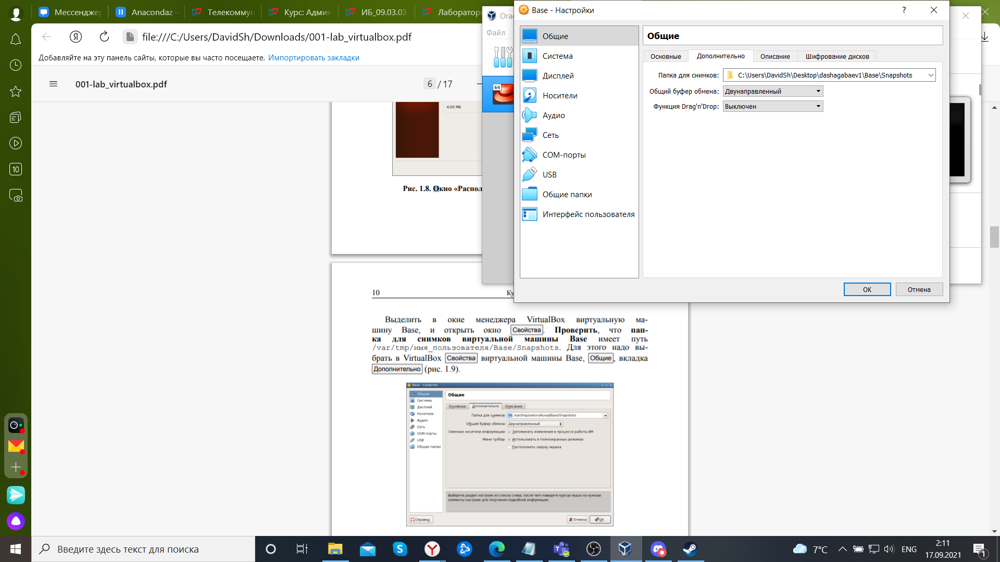 Мессендже
Anacondaz -
Телекоммун
Курс: Админ
ИБ_09.03.03
Лаборатор
file:///C:/Users/DavidSh/Downloads/001-lab_virtualbox.pdf
Добавляйте на эту панель сайты, которые вы часто посещаете. Импортировать закладки
10
001-lab_virtualbox.pdf
6 / 17
Ora
Файл
64
Base - Настройки
?
Общие
Система
Дисплей
Носители
Аудио
Сеть
COM-порты
USB
Общие папки
Интерфейс пользователя
Общие
Основные
Дополнительно
Описание
Шифрование дисков
Папка для снимков: C:\Users\DavidSh\Desktop\dashagabaev1\Base\Snapshots
Общий буфер обмена: Двунаправленный
Функция Drag'n'Drop: Выключен
OK
Отмена
4,00 МБ
Рис. 1.8. Окно «Распол
10
Ку
Выделить в окне менеджера VirtualBox виртуальную ма-
шину Base, и открыть окно Свойства. Проверить, что пап-
ка для снимков виртуальной машины Base имеет путь
/var/tmp/имя_пользователя/Base/Snapshots. Для этого надо вы-
брать в VirtualBox Свойства виртуальной машины Base, Общие, вкладка
Дополнительно (рис. 1.9).
Base - Свойства
Общие
Система
Дисплей
Носители
Аудио
Сеть
COM-порты
USB
Общие папки
Общие
Основные
Дополнительно
Описание
Папка для снимков: /var/tmp/avkorolkova/Base/Snapshots
Общий буфер обмена: Двунаправленный
Сменные носители информации: Запоминать изменения в процессе работы ВМ
Мини тулбар: Использовать в полноэкранных режимах
Расположить сверху экрана
Выберите раздел настроек из списка слева, после чего наведите курсор мыши на нужные
элементы настроек для получения подробной информации.
Справка
Отмена
OK
Введите здесь текст для поиска
7°C
ENG
2:11
17.09.2021
1